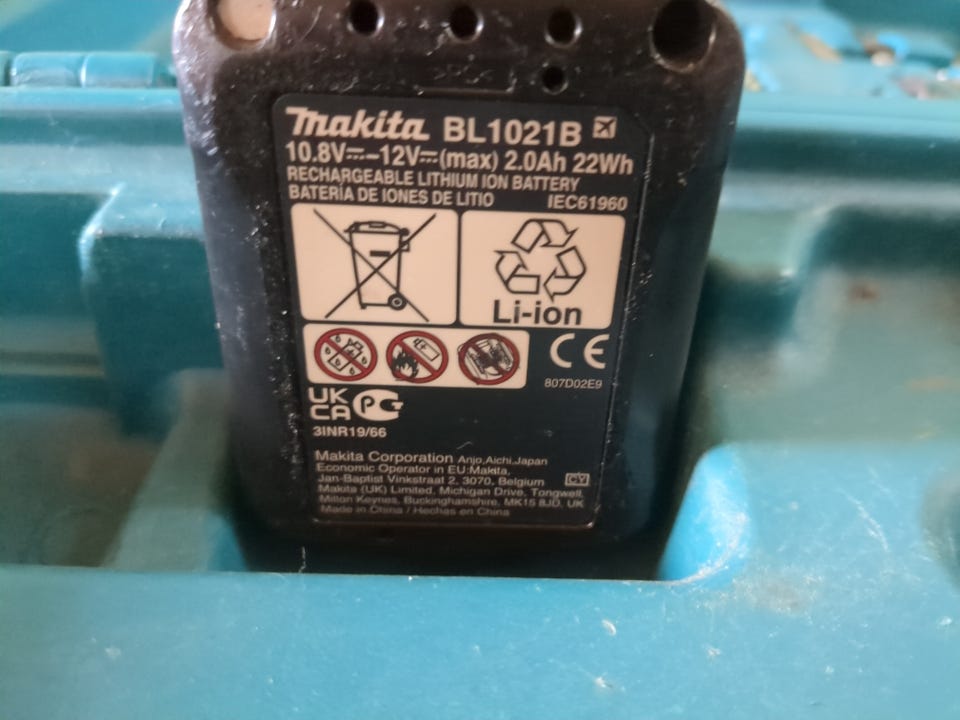 makita BL1021B
10.8V⎓-12V⎓(max) 2.0Ah 22Wh
RECHARGEABLE LITHIUM ION BATTERY
BATERÍA DE IONES DE LITIO IEC61960
Li-ion
CE
807D02E9
UK
CA PG
3INR19/66
Makita Corporation Anjo,Aichi,Japan
Economic Operator in EU:Makita,
Jan-Baptist Vinkstraat 2, 3070, Belgium CY
Makita (UK) Limited, Michigan Drive, Tongwell,
Milton Keynes, Buckinghamshire, MK15 8JD, UK
Made in China / Hechas en China